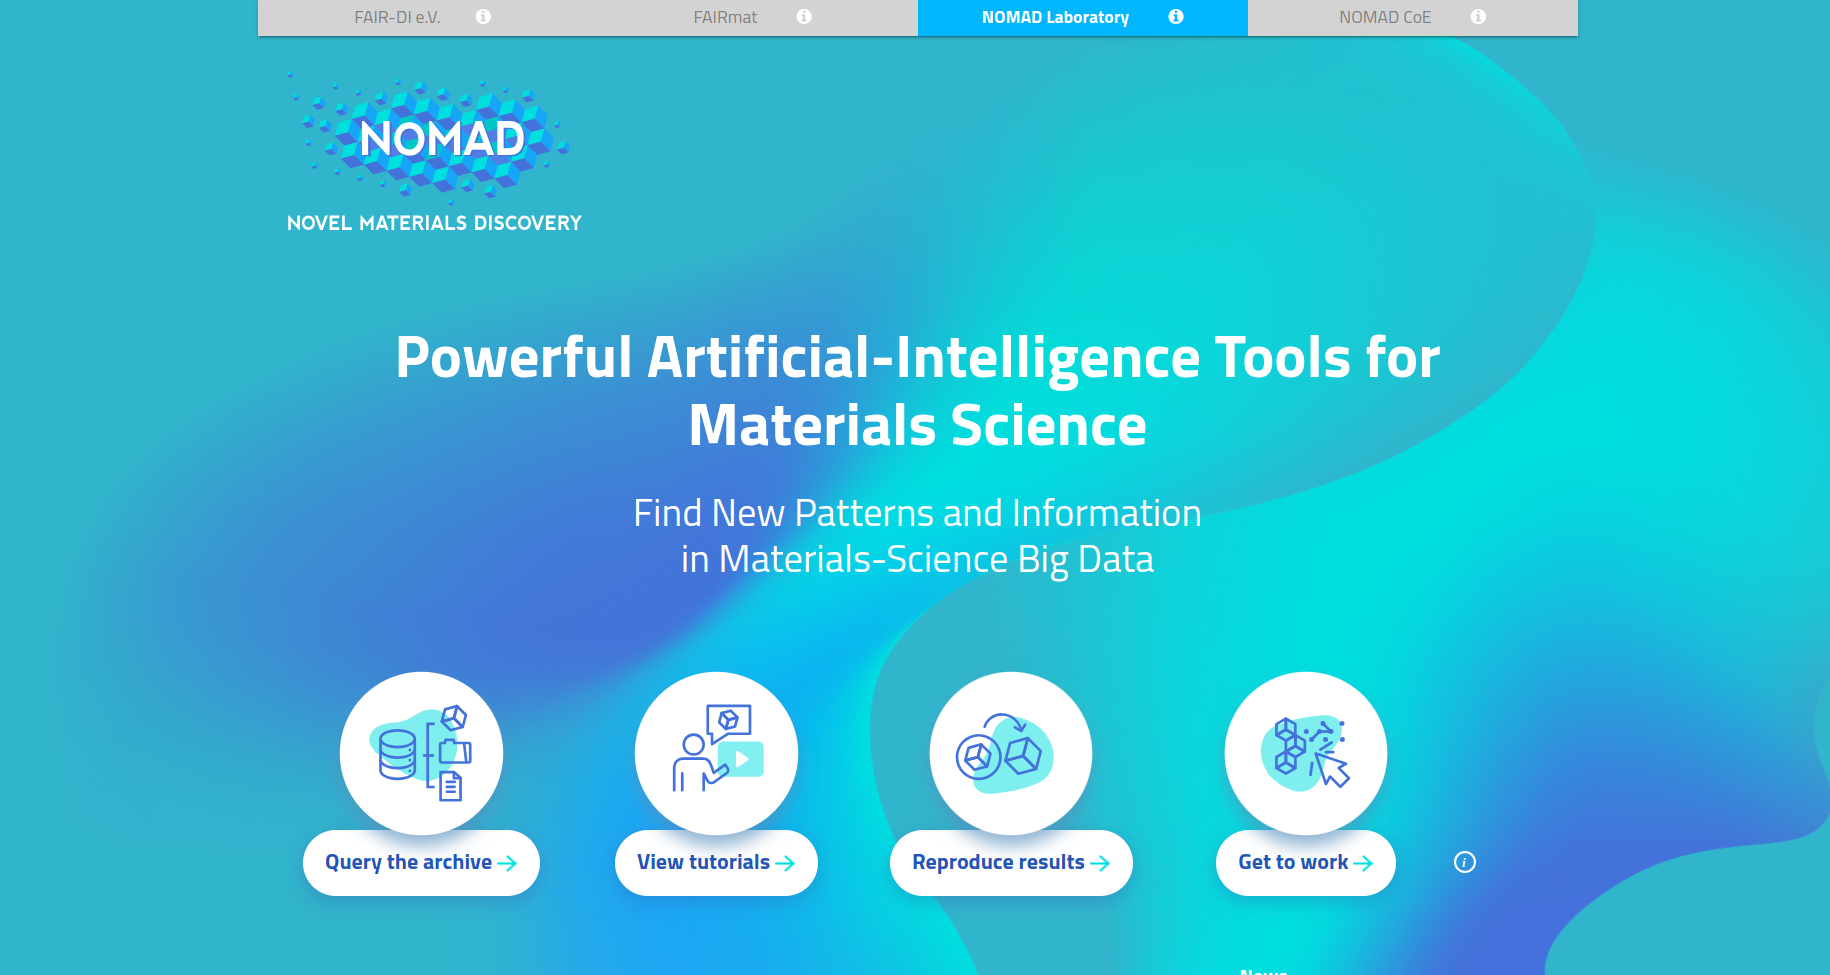 FAIR-DI e.V.
FAIRmat
NOMAD Laboratory
NOMAD CoE
NOMAD
NOVEL MATERIALS DISCOVERY
Powerful Artificial-Intelligence Tools for
Materials Science
Find New Patterns and Information
in Materials-Science Big Data
Query the archive
View tutorials
Reproduce results
Get to work
News